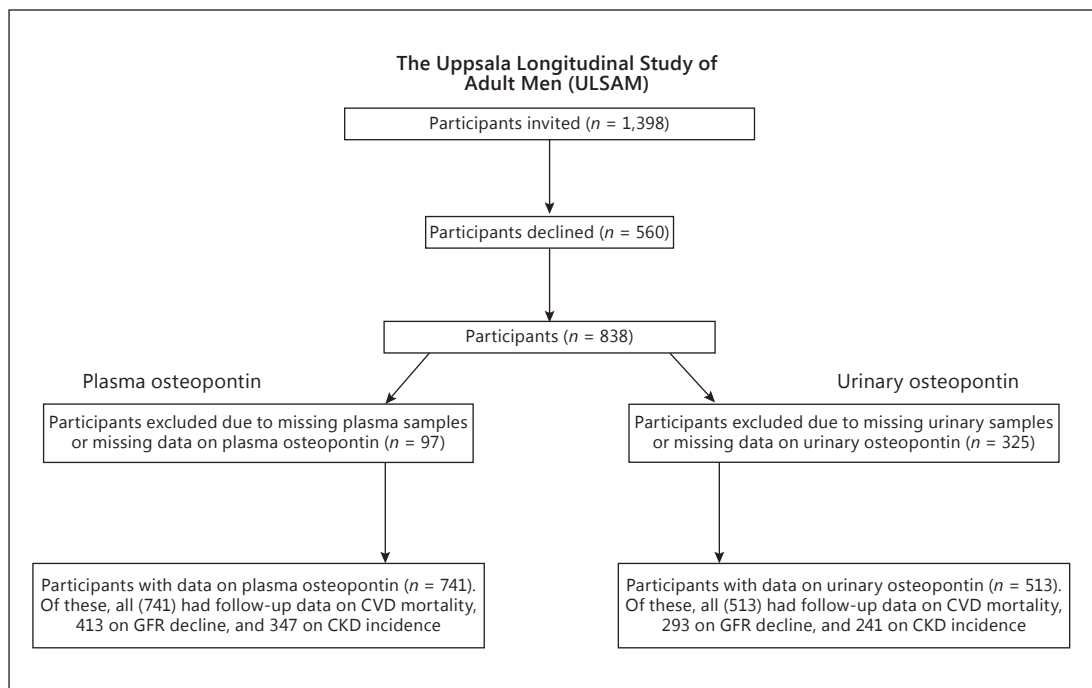 The Uppsala Longitudinal Study of
Adult Men (ULSAM)
Participants invited (n = 1,398)
Participants declined (n = 560)
Participants (n = 838)
Plasma osteopontin
Participants excluded due to missing plasma samples
or missing data on plasma osteopontin (n = 97)
Participants with data on plasma osteopontin (n = 741).
Of these, all (741) had follow-up data on CVD mortality,
413 on GFR decline, and 347 on CKD incidence
Urinary osteopontin
Participants excluded due to missing urinary samples
or missing data on urinary osteopontin (n = 325)
Participants with data on urinary osteopontin (n = 513).
Of these, all (513) had follow-up data on CVD mortality,
293 on GFR decline, and 241 on CKD incidence